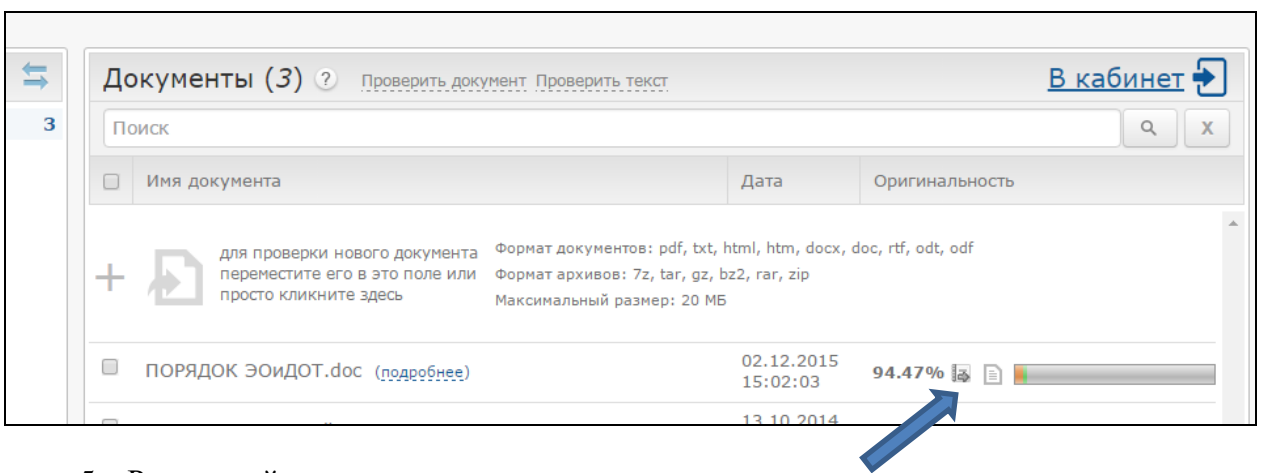 Документы (3) ? Проверить документ Проверить текст В кабинет
3
Поиск X
Имя документа Дата Оригинальность
для проверки нового документа
переместите его в это поле или
просто кликните здесь
Формат документов: pdf, txt, html, htm, docx, doc, rtf, odt, odf
Формат архивов: 7z, tar, gz, bz2, rar, zip
Максимальный размер: 20 МБ
ПОРЯДОК ЭОиДОТ.doc (подробнее) 02.12.2015 94.47%
15:02:03
13.10.2014